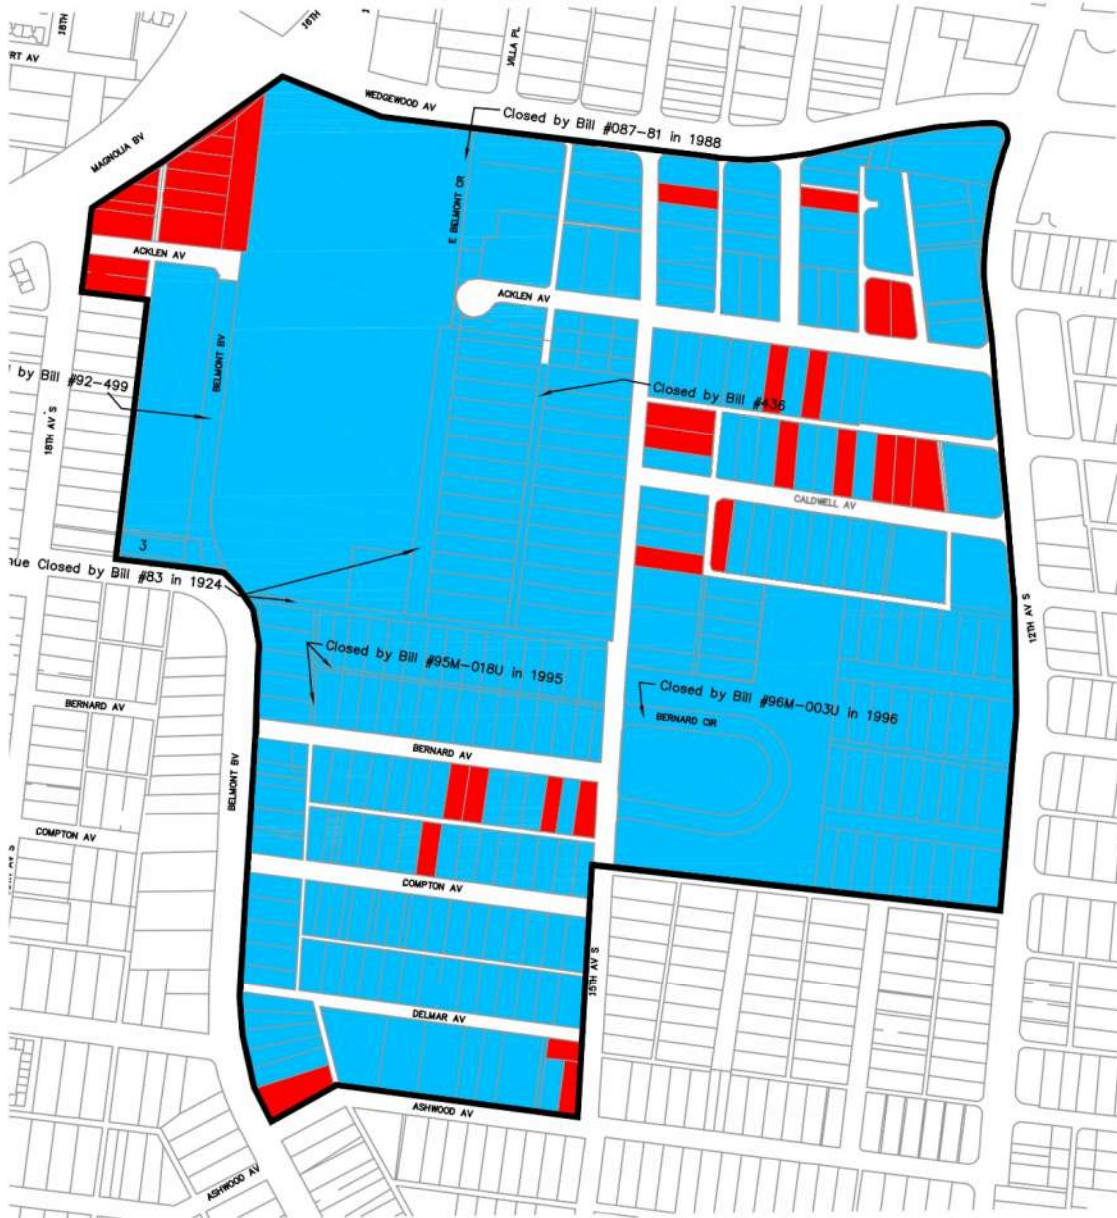 18TH
18TH
VILLA PL
RT AV
WEDGEWOOD AV
Closed by Bill #087-81 in 1988
MAGNOLIA BV
E BELMONT CR
ACKLEN AV
ACKLEN AV
BELMONT BV
by Bill #92-499
Closed by Bill #436
18TH AV S
CALDWELL AV
3
nue Closed by Bill #83 in 1924
12TH AV S
Closed by Bill #95M-018U in 1995
Closed by Bill #96M-003U in 1996
BERNARD AV
BERNARD CIR
BERNARD AV
BELMONT BV
COMPTON AV
COMPTON AV
15TH AV S
DELMAR AV
ASHWOOD AV
ASHWOOD AV